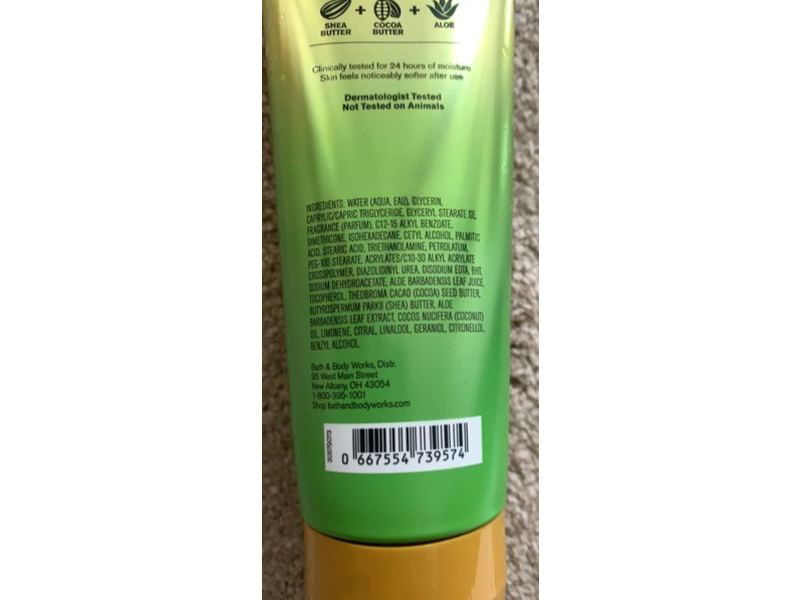 SHEA BUTTER + COCOA BUTTER + ALOE
Clinically tested for 24 hours of moisture
Skin feels noticeably softer after use
Dermatologist Tested
Not Tested on Animals
INGREDIENTS: WATER (AQUA, EAU), GLYCERIN,
CAPRYLIC/CAPRIC TRIGLYCERIDE, GLYCERYL STEARATE SE,
FRAGRANCE (PARFUM), C12-15 ALKYL BENZOATE,
DIMETHICONE, ISOHEXADECANE, CETYL ALCOHOL, PALMITIC
ACID, STEARIC ACID, TRIETHANOLAMINE, PETROLATUM,
PEG-100 STEARATE, ACRYLATES/C10-30 ALKYL ACRYLATE
CROSSPOLYMER, DIAZOLIDINYL UREA, DISODIUM EDTA, BHT,
SODIUM DEHYDROACETATE, ALOE BARBADENSIS LEAF JUICE,
TOCOPHEROL, THEOBROMA CACAO (COCOA) SEED BUTTER,
BUTYROSPERMUM PARKII (SHEA) BUTTER, ALOE
BARBADENSIS LEAF EXTRACT, COCOS NUCIFERA (COCONUT)
OIL, LIMONENE, CITRAL, LINALOOL, GERANIOL, CITRONELLOL,
BENZYL ALCOHOL.
Bath & Body Works, Distr.
95 West Main Street
New Albany, OH 43054
1-800-395-1001
Shop bathandbodyworks.com
0 667554 739574